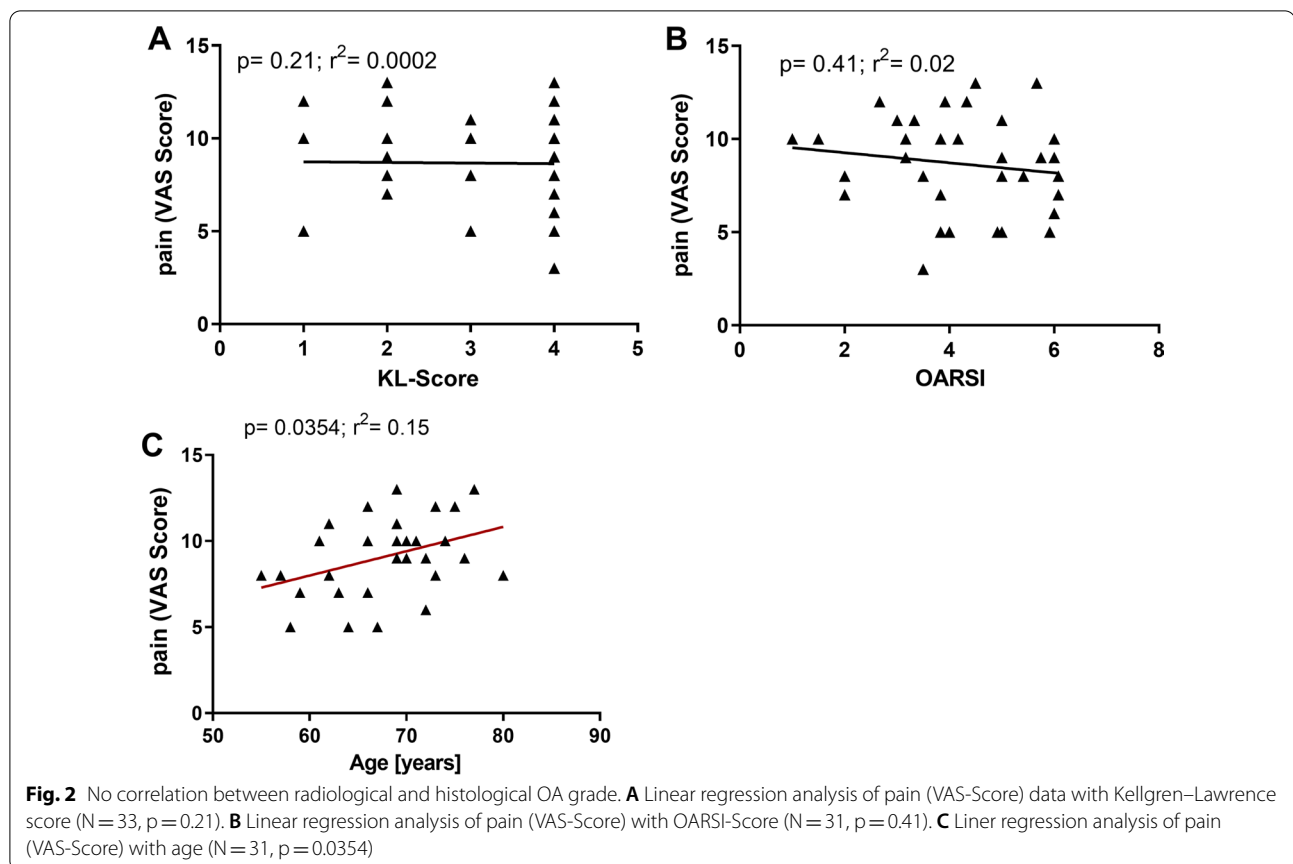 A
p= 0.21; r²= 0.0002
15
10
5
0
pain (VAS Score)
0 1 2 3 4 5
KL-Score
B
p= 0.41; r²= 0.02
15
10
5
0
pain (VAS Score)
0 2 4 6 8
OARSI
C
p= 0.0354; r²= 0.15
15
10
5
0
pain (VAS Score)
50 60 70 80 90
Age [years]
Fig. 2 No correlation between radiological and histological OA grade. A Linear regression analysis of pain (VAS-Score) data with Kellgren–Lawrence
score (N = 33, p = 0.21). B Linear regression analysis of pain (VAS-Score) with OARSI-Score (N = 31, p = 0.41). C Liner regression analysis of pain
(VAS-Score) with age (N = 31, p = 0.0354)